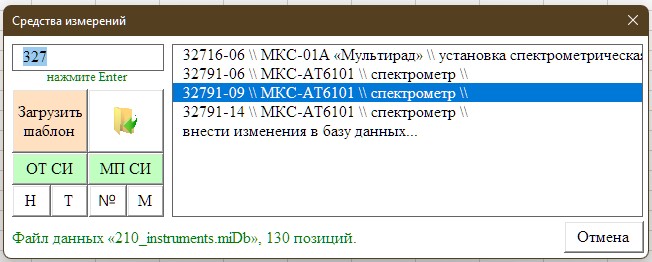 Средства измерений
327
нажмите Enter
Загрузить
шаблон
ОТ СИ
МП СИ
Н
Т
№
М
32716-06 \\ МКС-01А «Мультирад» \\ установка спектрометрическая
32791-06 \\ МКС-АТ6101 \\ спектрометр \\
32791-09 \\ МКС-АТ6101 \\ спектрометр \\
32791-14 \\ МКС-АТ6101 \\ спектрометр \\
внести изменения в базу данных...
Файл данных «210_instruments.miDb», 130 позиций.
Отмена